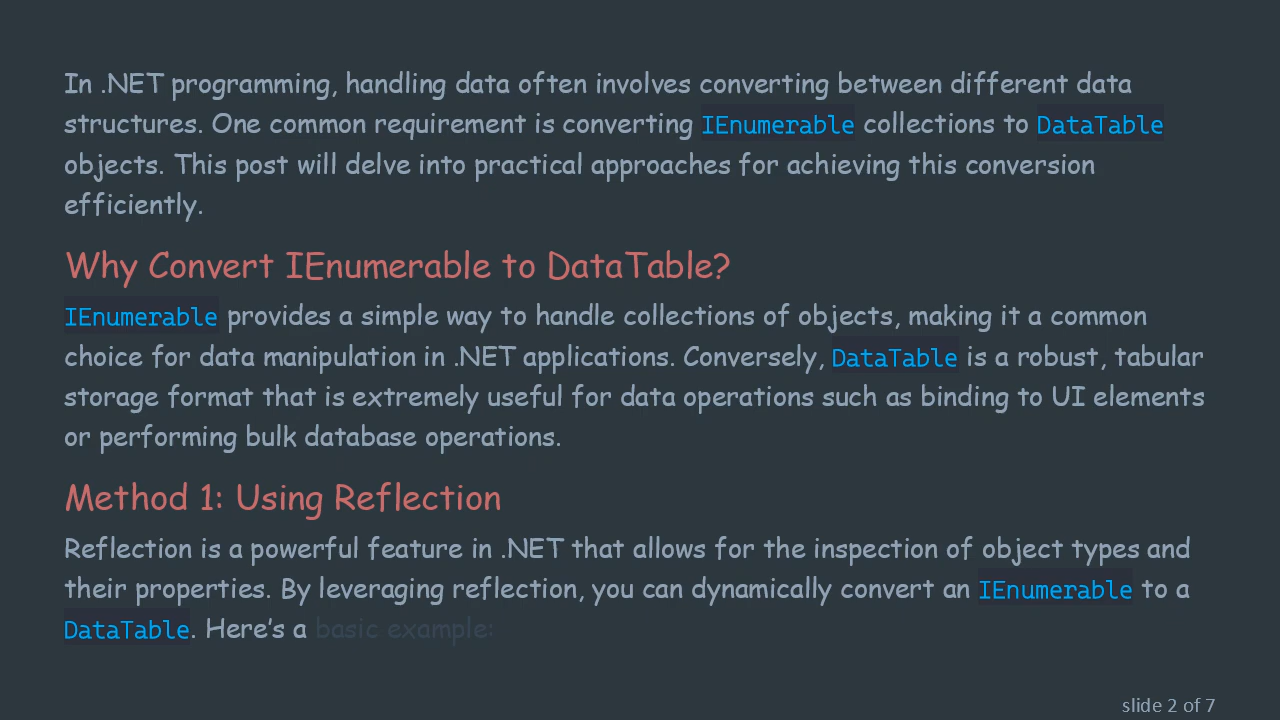 In .NET programming, handling data often involves converting between different data
structures. One common requirement is converting IEnumerable collections to DataTable
objects. This post will delve into practical approaches for achieving this conversion
efficiently.
Why Convert IEnumerable to DataTable?
IEnumerable provides a simple way to handle collections of objects, making it a common
choice for data manipulation in .NET applications. Conversely, DataTable is a robust, tabular
storage format that is extremely useful for data operations such as binding to UI elements
or performing bulk database operations.
Method 1: Using Reflection
Reflection is a powerful feature in .NET that allows for the inspection of object types and
their properties. By leveraging reflection, you can dynamically convert an IEnumerable to a
DataTable. Here's a basic example:
slide 2 of 7